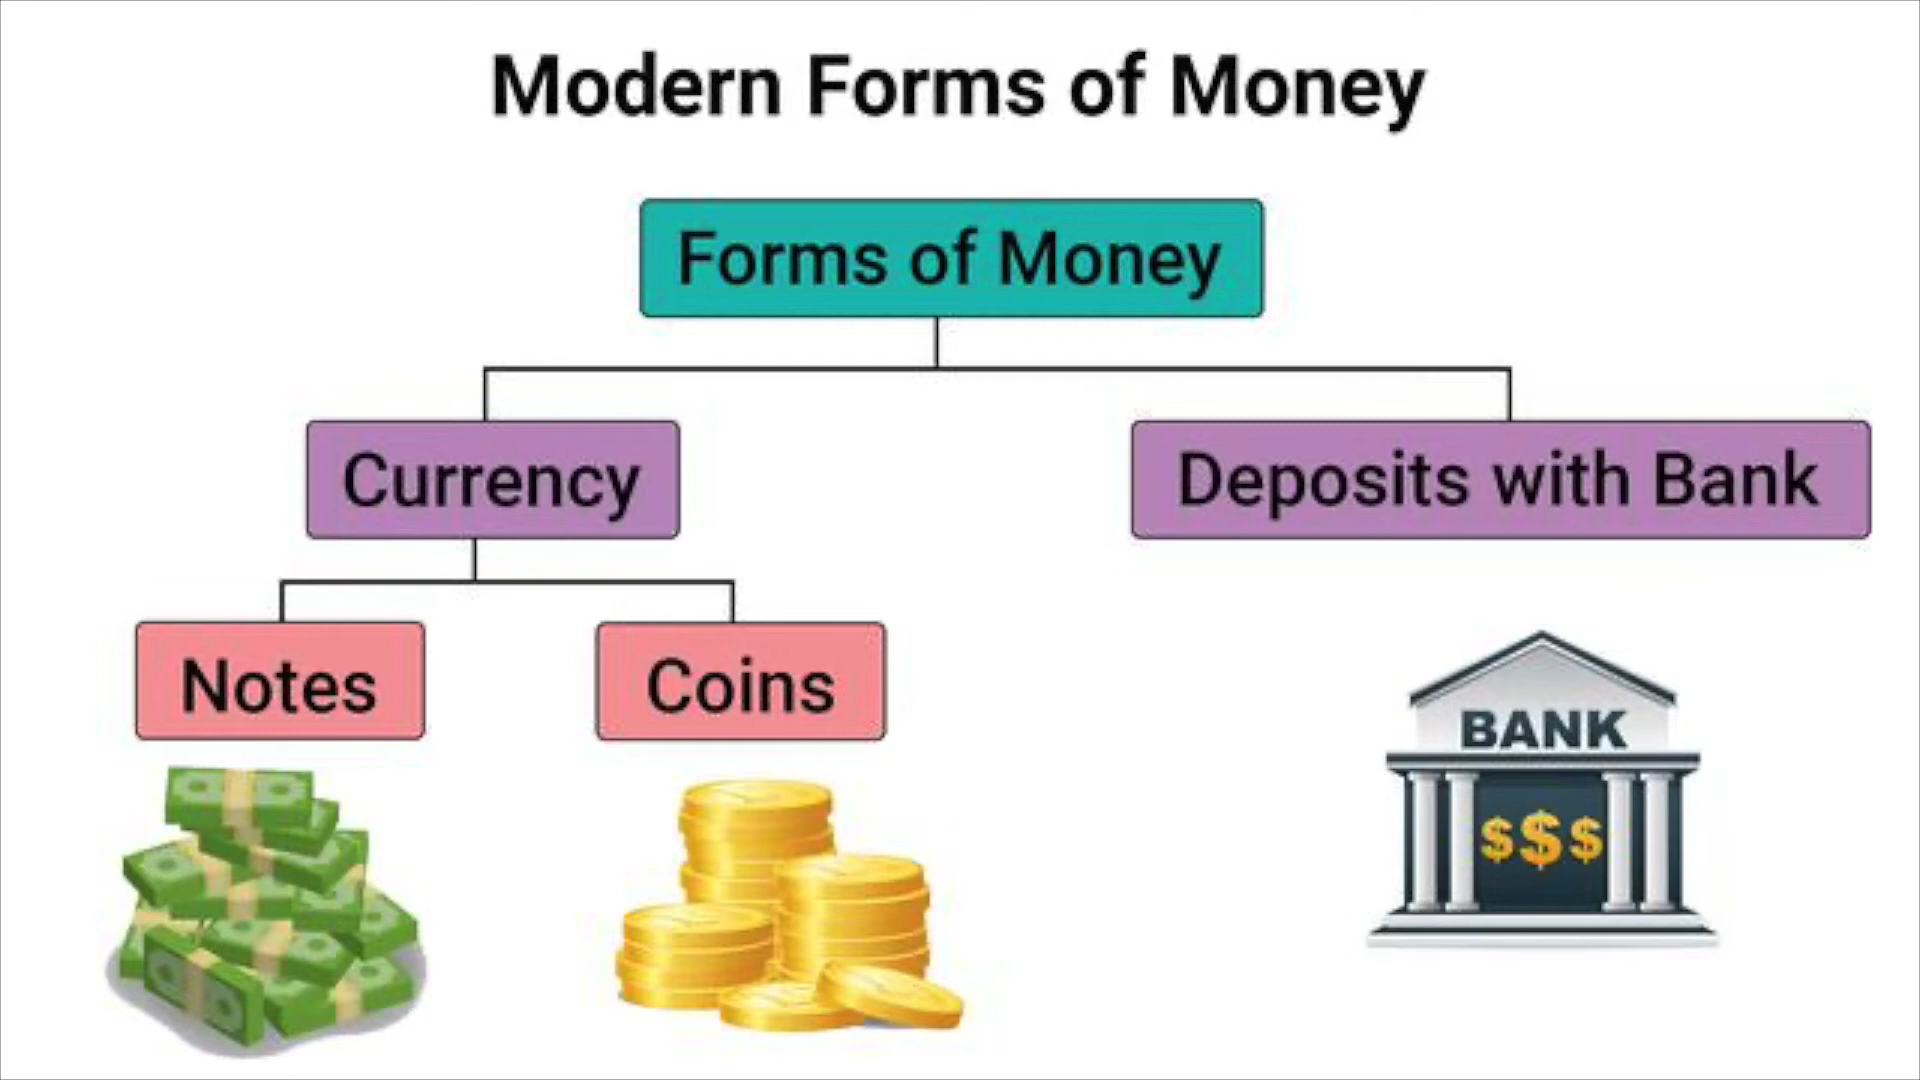 Modern Forms of Money
Forms of Money
Currency
Deposits with Bank
Notes
Coins
BANK
$$$